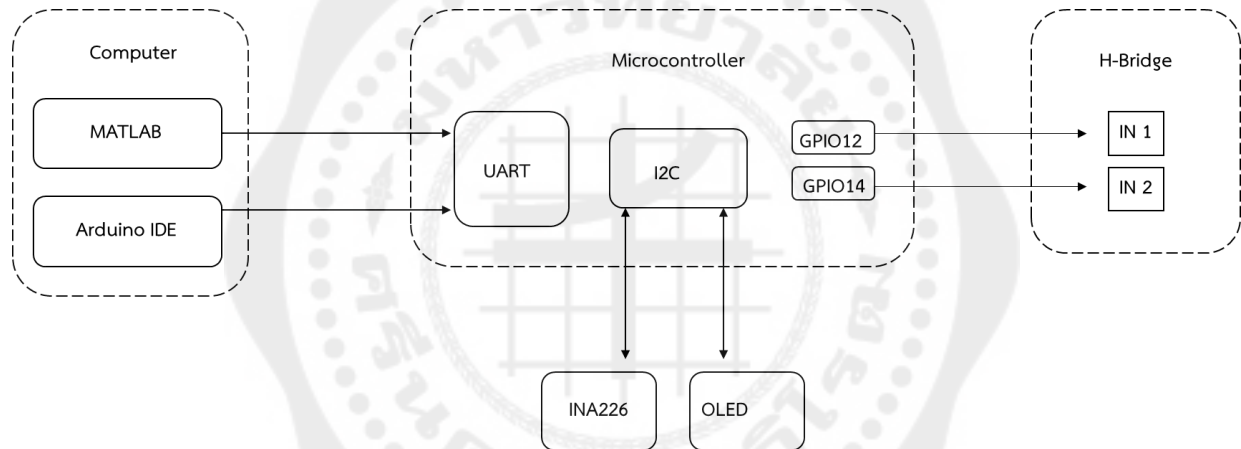 Computer
MATLAB
Arduino IDE
Microcontroller
UART
I2C
GPIO12
GPIO14
H-Bridge
IN 1
IN 2
INA226
OLED